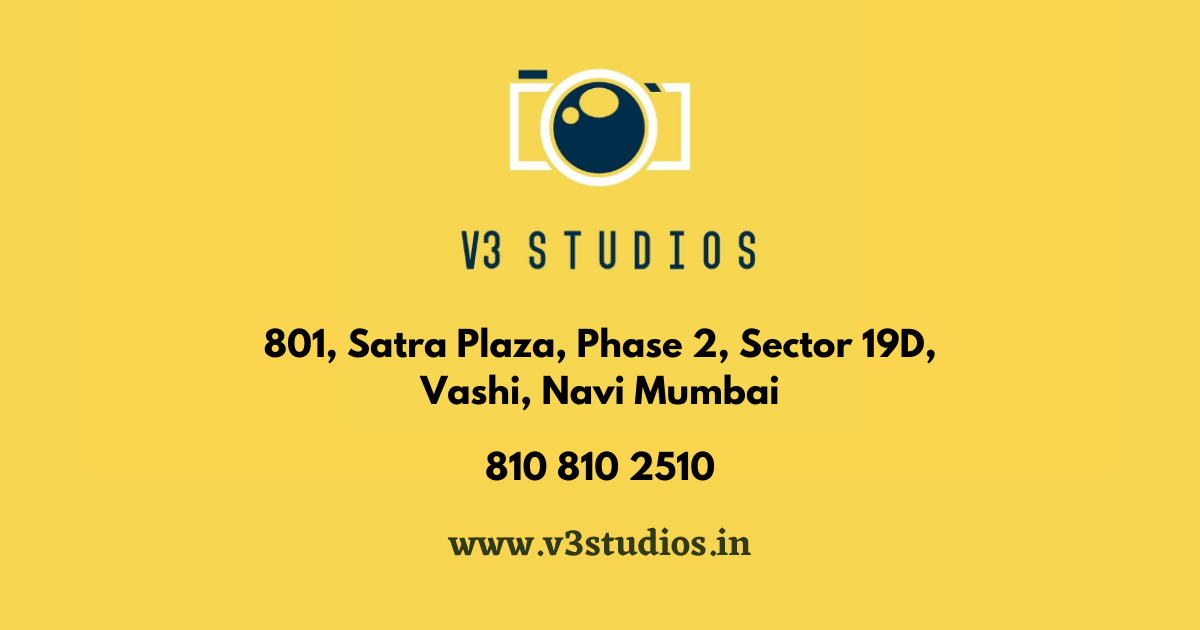 V3 STUDIOS
801, Satra Plaza, Phase 2, Sector 19D,
Vashi, Navi Mumbai
810 810 2510
www.v3studios.in